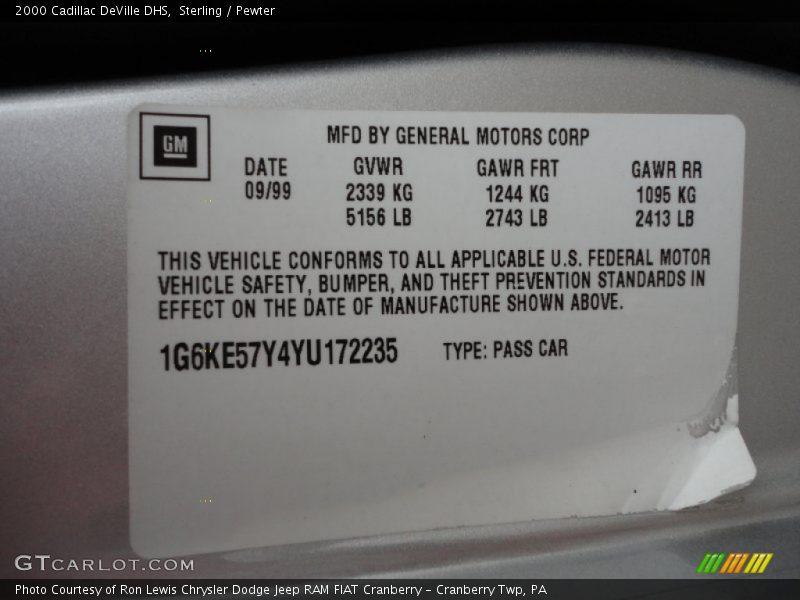 2000 Cadillac DeVille DHS, Sterling / Pewter
GM
MFD BY GENERAL MOTORS CORP
DATE GVWR GAWR FRT GAWR RR
09/99 2339 KG 1244 KG 1095 KG
5156 LB 2743 LB 2413 LB
THIS VEHICLE CONFORMS TO ALL APPLICABLE U.S. FEDERAL MOTOR
VEHICLE SAFETY, BUMPER, AND THEFT PREVENTION STANDARDS IN
EFFECT ON THE DATE OF MANUFACTURE SHOWN ABOVE.
1G6KE57Y4YU172235 TYPE: PASS CAR
GTCARLOT.COM
Photo Courtesy of Ron Lewis Chrysler Dodge Jeep RAM FIAT Cranberry – Cranberry Twp, PA